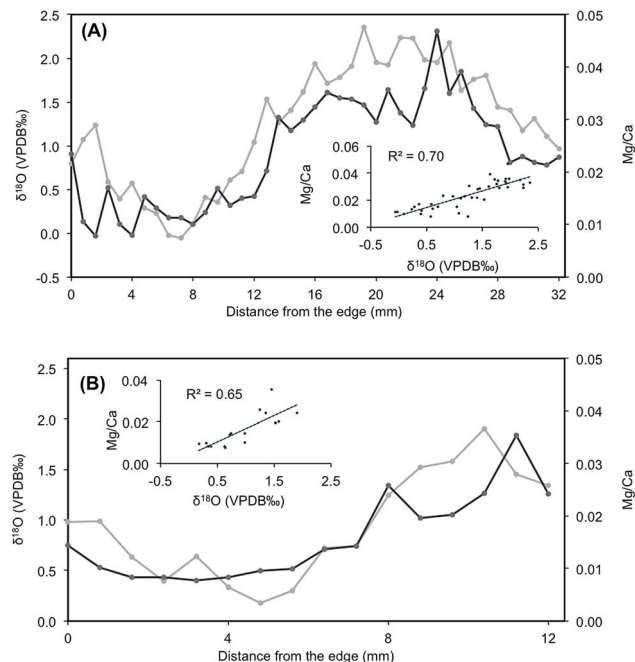 (A)
2.5
2.0
1.5
1.0
0.5
0.0
-0.5
δ¹⁸O (VPDB‰)
0.05
0.04
0.03
0.02
0.01
0.00
Mg/Ca
R² = 0.70
0.06
0.04
0.02
0.00
Mg/Ca
-0.5 0.5 1.5 2.5
δ¹⁸O (VPDB‰)
0 4 8 12 16 20 24 28 32
Distance from the edge (mm)
(B)
2.5
2.0
1.5
1.0
0.5
0.0
δ¹⁸O (VPDB‰)
0.05
0.04
0.03
0.02
0.01
0.00
Mg/Ca
R² = 0.65
0.04
0.02
0.00
Mg/Ca
-0.5 0.5 1.5 2.5
δ¹⁸O (VPDB‰)
0 4 8 12
Distance from the edge (mm)